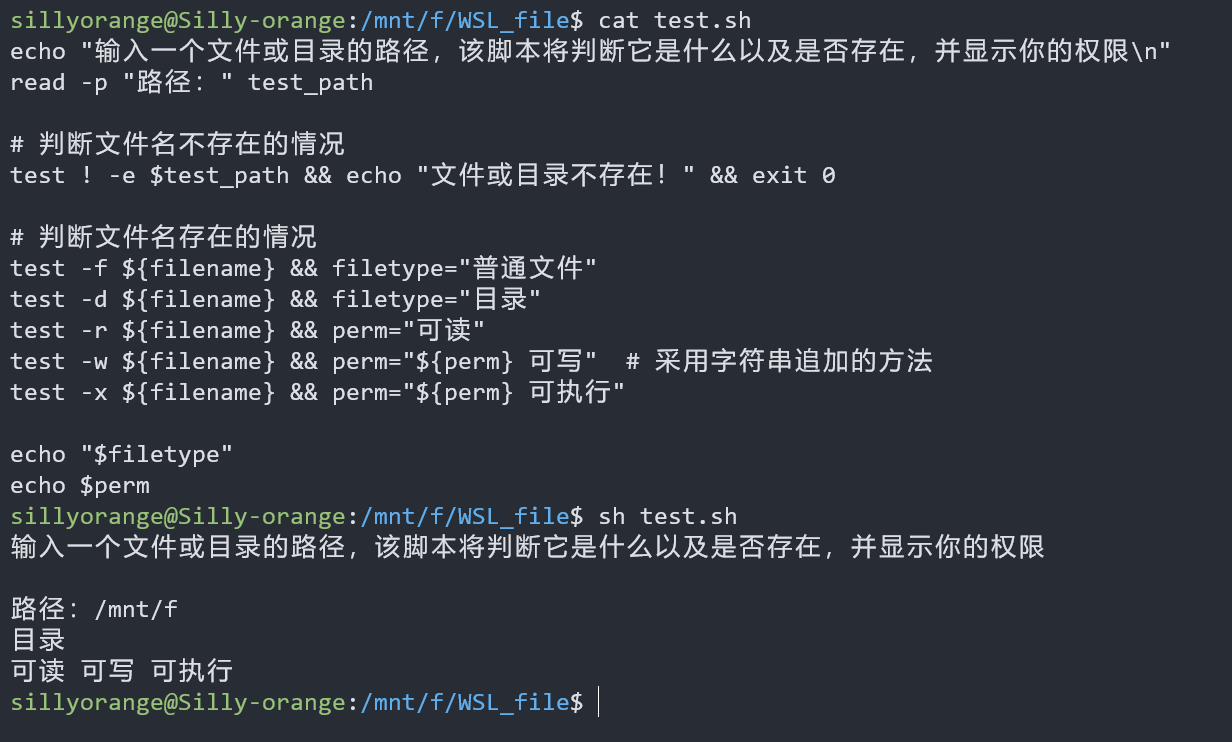 sillyorange@Silly-orange:/mnt/f/WSL_file$ cat test.sh
echo "输入一个文件或目录的路径，该脚本将判断它是什么以及是否存在，并显示你的权限\n"
read -p "路径：" test_path
# 判断文件名不存在的情况
test ! -e $test_path && echo "文件或目录不存在！" && exit 0
# 判断文件名存在的情况
test -f ${filename} && filetype="普通文件"
test -d ${filename} && filetype="目录"
test -r ${filename} && perm="可读"
test -w ${filename} && perm="${perm} 可写"  # 采用字符串追加的方法
test -x ${filename} && perm="${perm} 可执行"
echo "$filetype"
echo $perm
sillyorange@Silly-orange:/mnt/f/WSL_file$ sh test.sh
输入一个文件或目录的路径，该脚本将判断它是什么以及是否存在，并显示你的权限
路径：/mnt/f
目录
可读 可写 可执行
sillyorange@Silly-orange:/mnt/f/WSL_file$